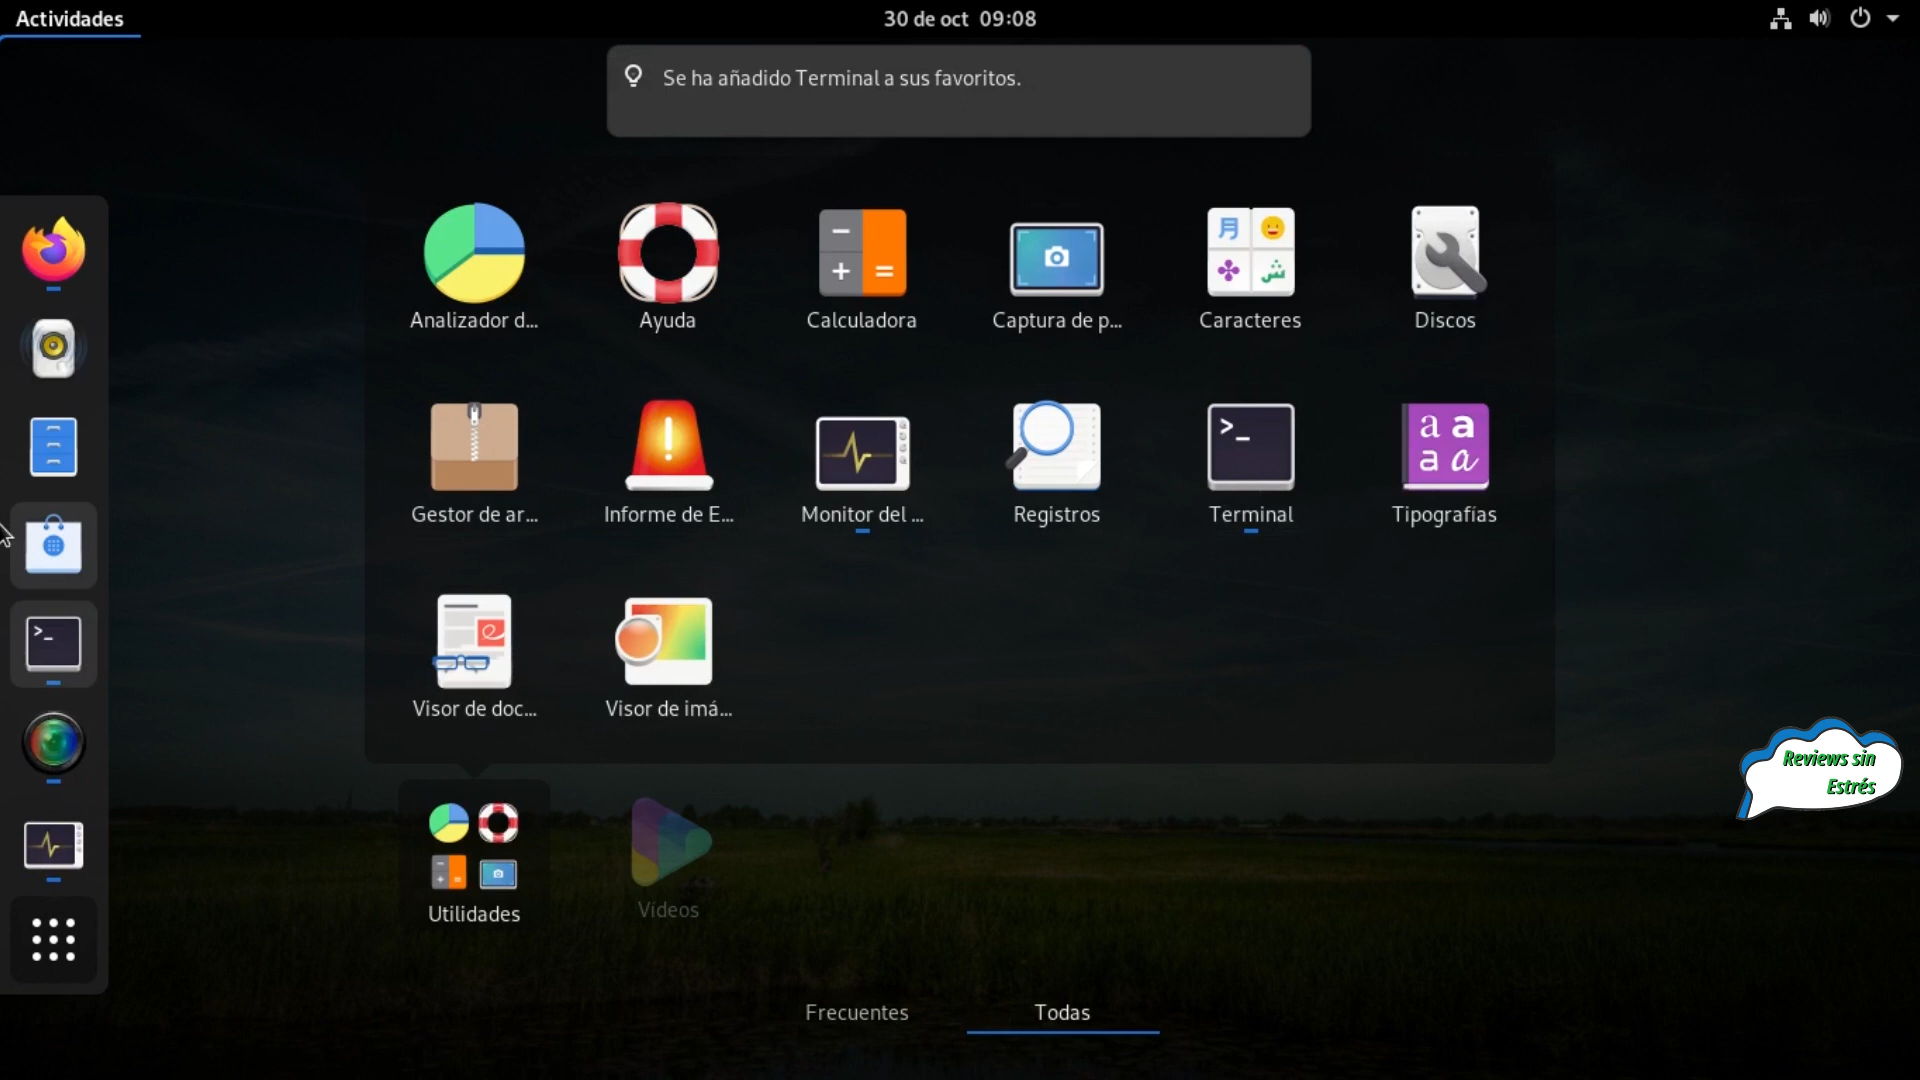 Actividades
30 de oct 09:08
Se ha añadido Terminal a sus favoritos.
Analizador d...
Ayuda
Calculadora
Captura de p...
Caracteres
Discos
Gestor de ar...
Informe de E...
Monitor del ...
Registros
Terminal
Tipografías
Visor de doc...
Visor de imá...
Reviews sin
Estrés
Utilidades
Vídeos
Frecuentes
Todas